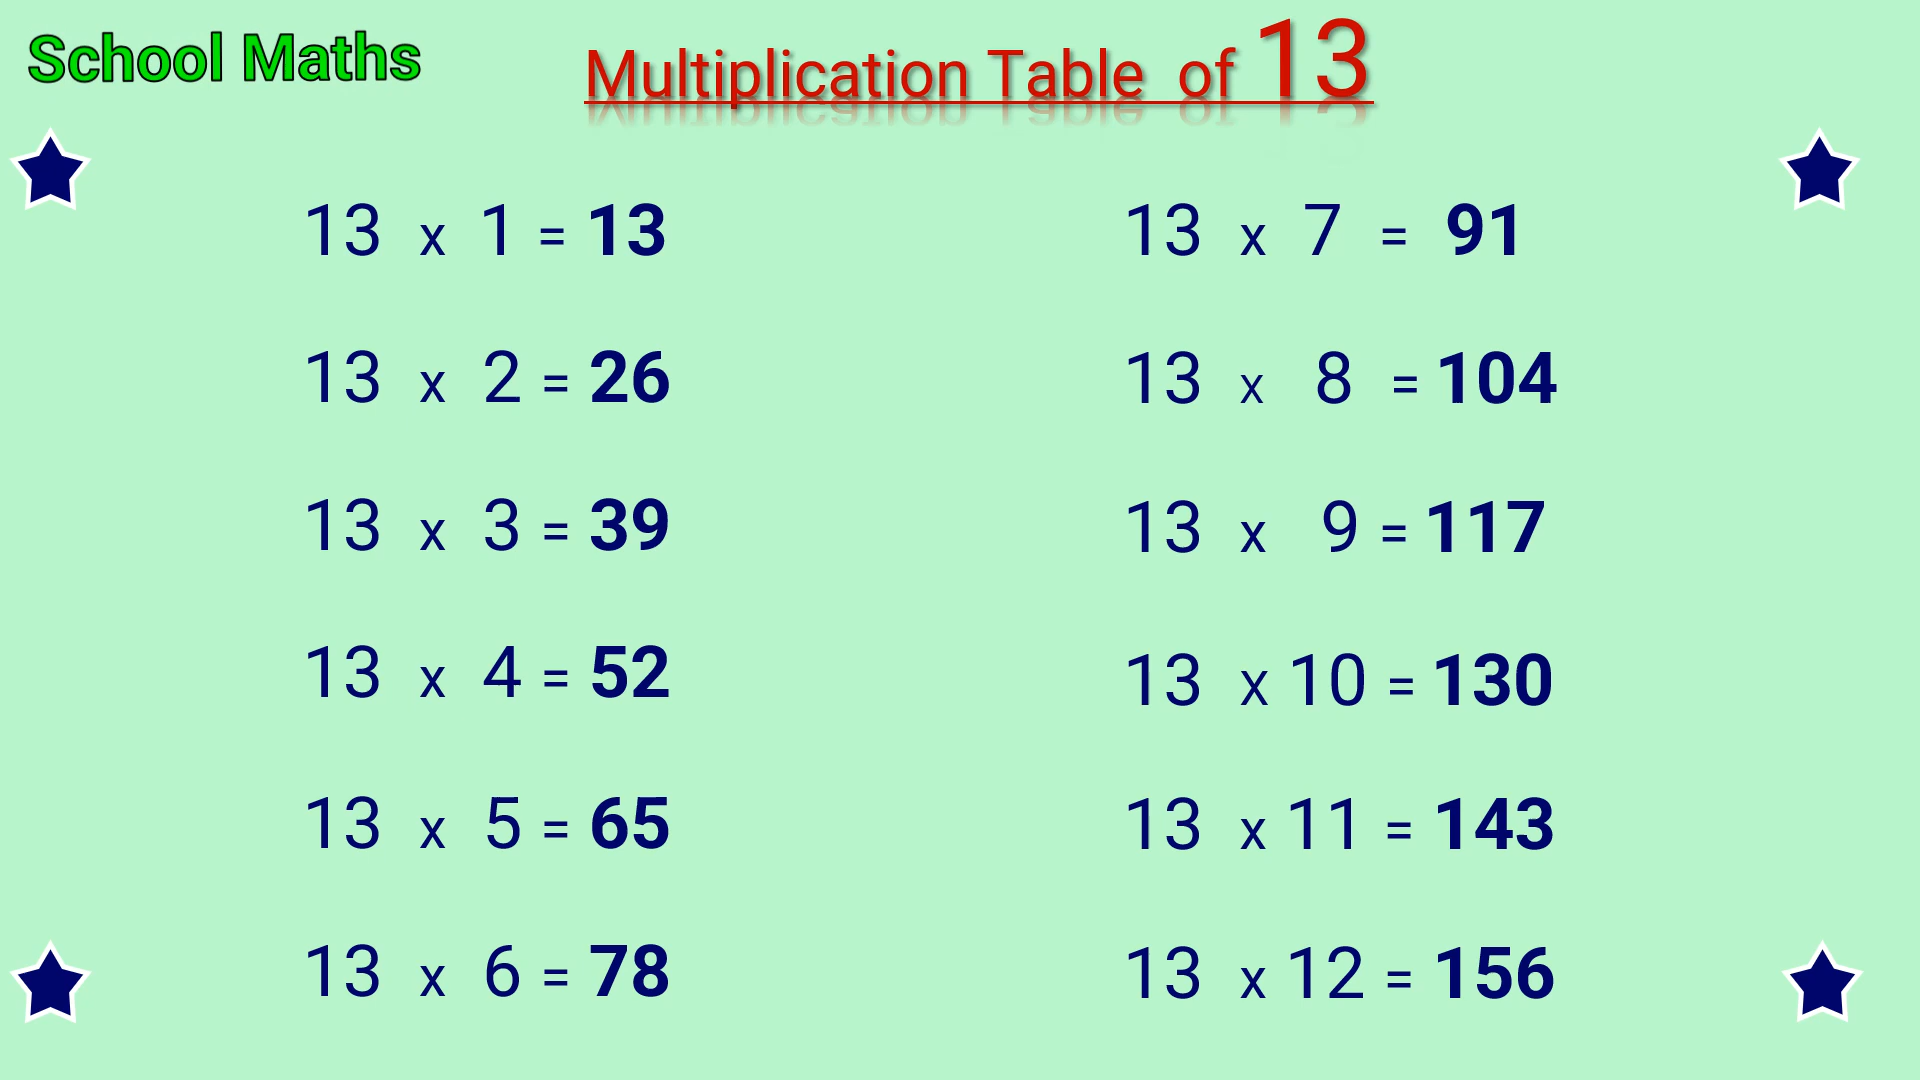 School Maths
Multiplication Table of 13
13 x 1 = 13
13 x 2 = 26
13 x 3 = 39
13 x 4 = 52
13 x 5 = 65
13 x 6 = 78
13 x 7 = 91
13 x 8 = 104
13 x 9 = 117
13 x 10 = 130
13 x 11 = 143
13 x 12 = 156